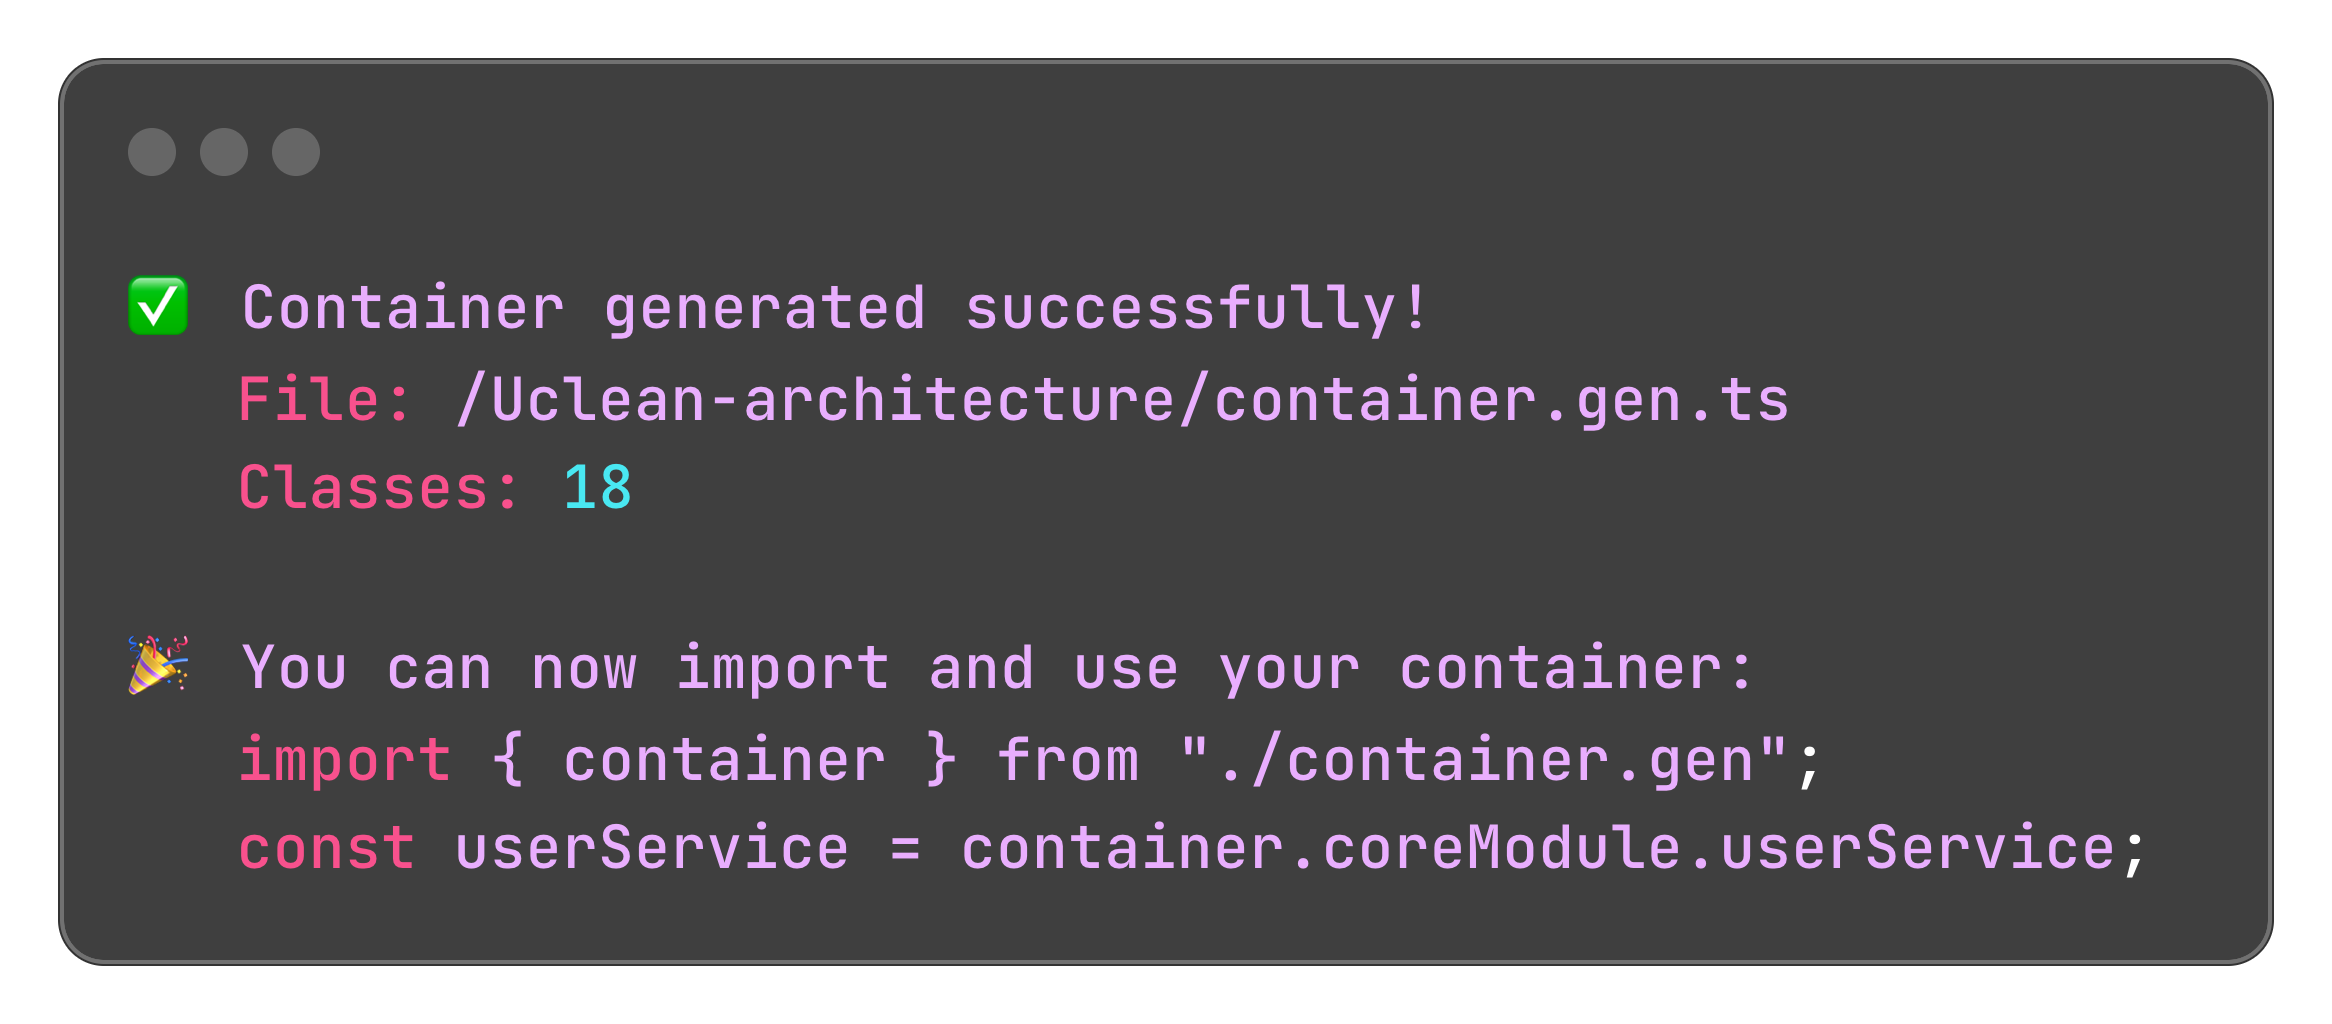 ✅ Container generated successfully!
File: /Uclean-architecture/container.gen.ts
Classes: 18
🎉 You can now import and use your container:
import { container } from "./container.gen";
const userService = container.coreModule.userService;